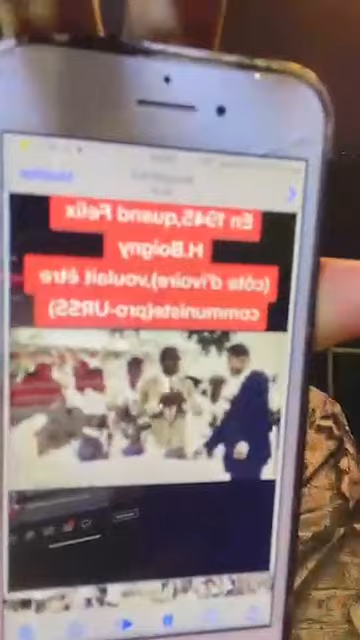 En 1945,quand Felix
H.Boigny
(côte d'ivoire),voulait être
communiste(pro-URSS)